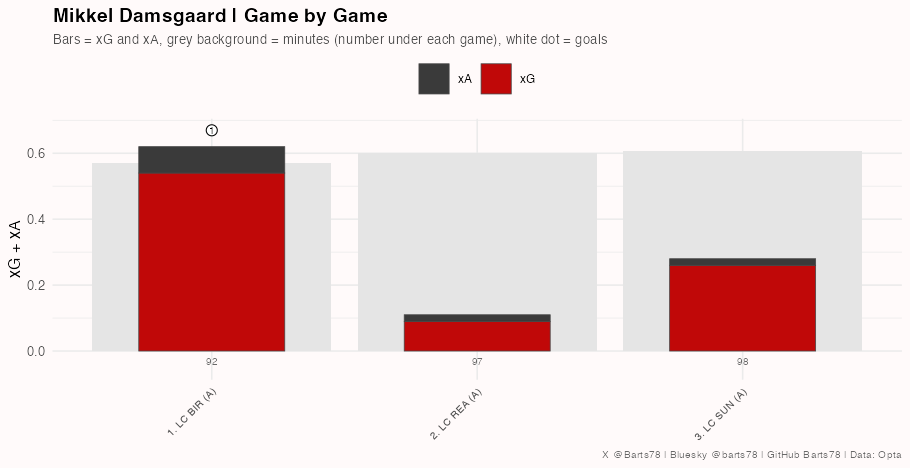 Mikkel Damsgaard | Game by Game
Bars = xG and xA, grey background = minutes (number under each game), white dot = goals
xA xG
1
xG + xA
0.6
0.4
0.2
0.0
92 97 98
1. LC BIR (A)
2. LC REA (A)
3. LC SUN (A)
X @Barts78 | Bluesky @barts78 | GitHub Barts78 | Data: Opta